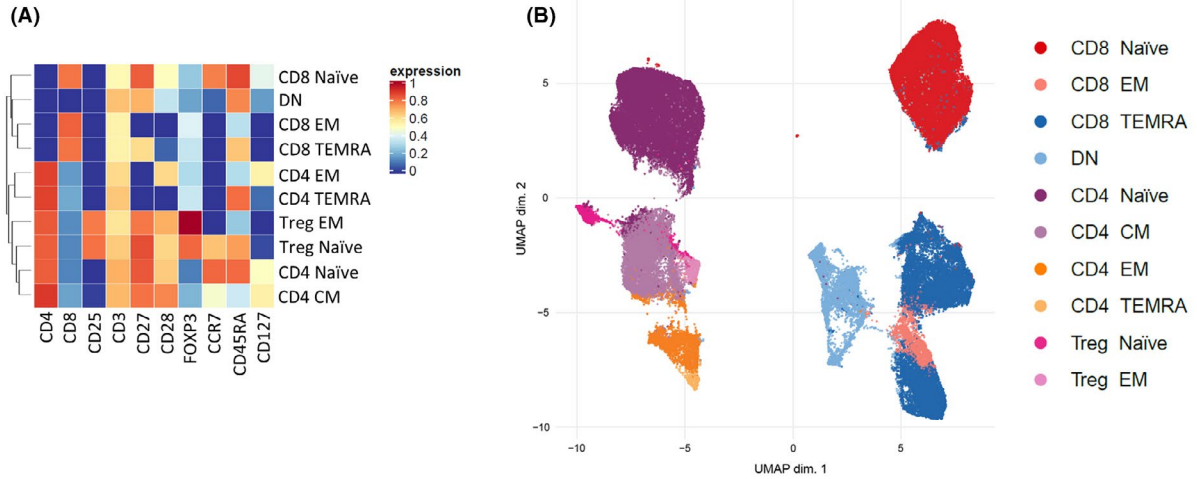 (A)
CD8 Naïve
DN
CD8 EM
CD8 TEMRA
CD4 EM
CD4 TEMRA
Treg EM
Treg Naïve
CD4 Naïve
CD4 CM
CD4
CD8
CD25
CD3
CD27
CD28
FOXP3
CCR7
CD45RA
CD127
expression
1
0.8
0.6
0.4
0.2
0
(B)
UMAP dim. 2
5
0
−5
−10
−10
−5
0
5
UMAP dim. 1
CD8 Naïve
CD8 EM
CD8 TEMRA
DN
CD4 Naïve
CD4 CM
CD4 EM
CD4 TEMRA
Treg Naïve
Treg EM